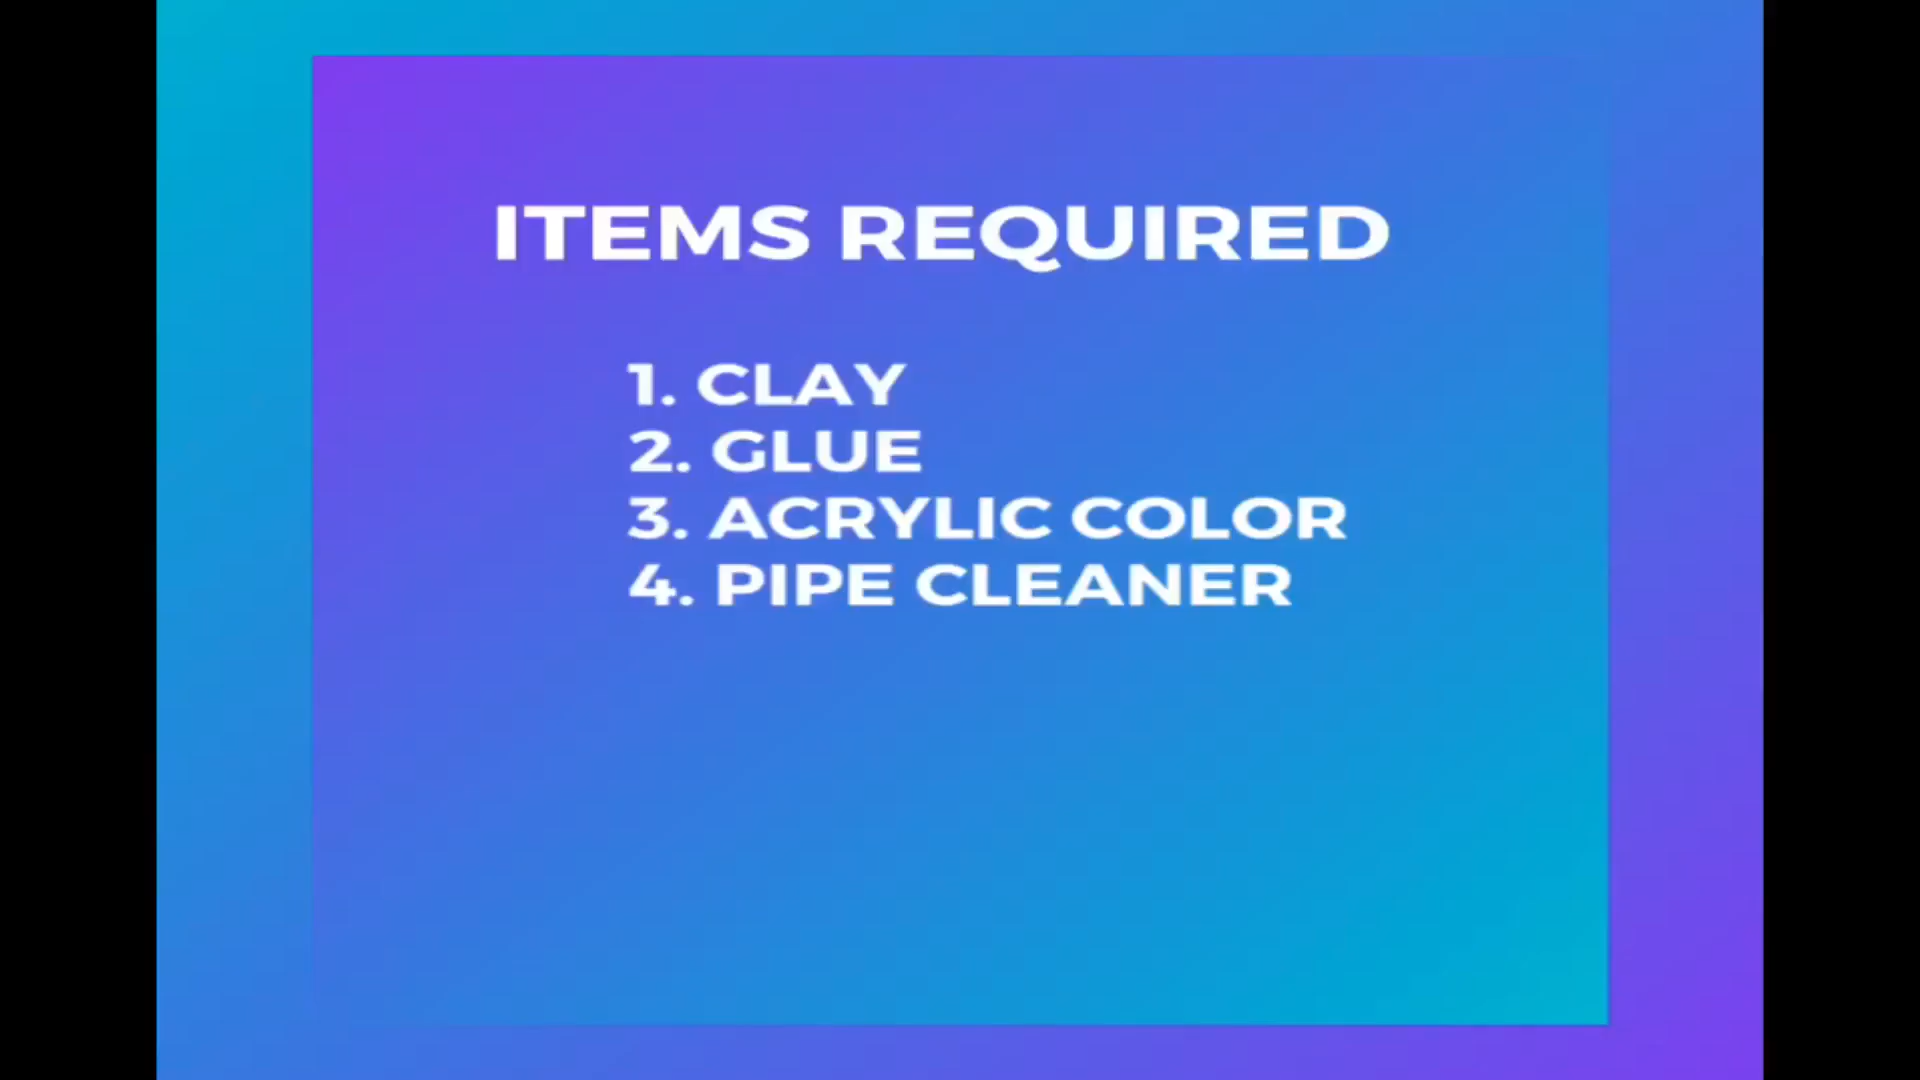 ITEMS REQUIRED
1. CLAY
2. GLUE
3. ACRYLIC COLOR
4. PIPE CLEANER